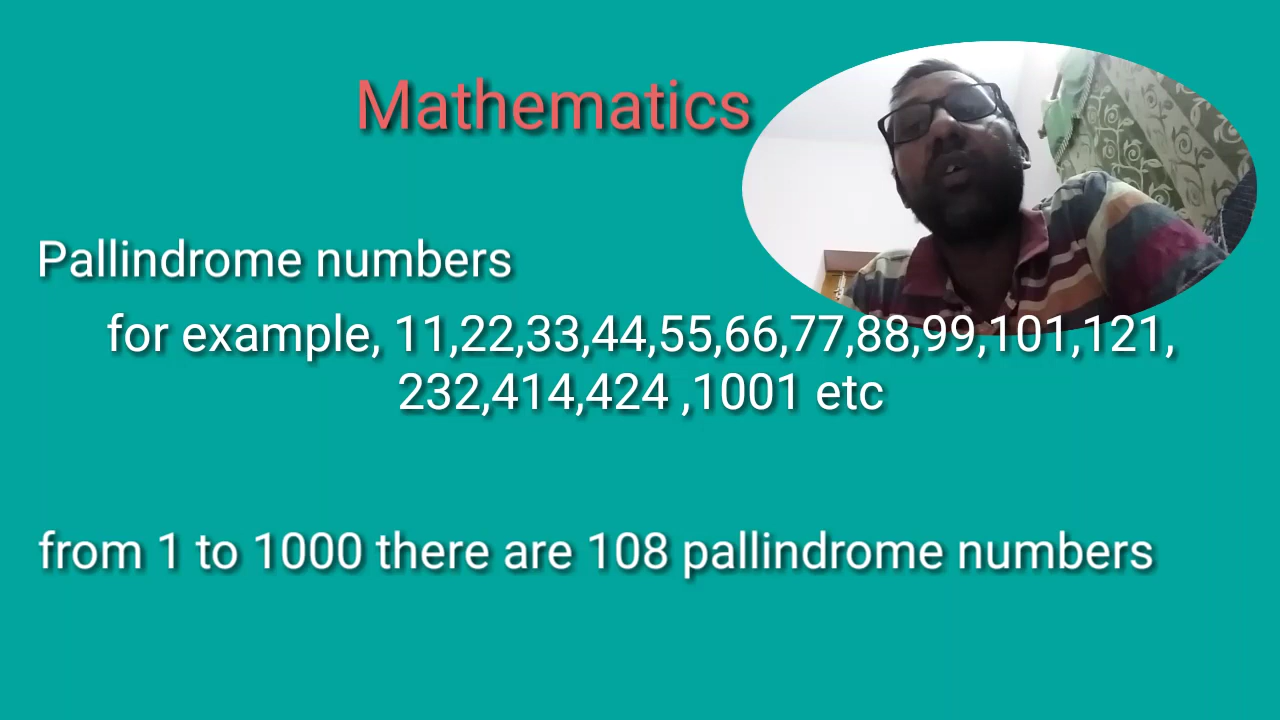 Mathematics
Pallindrome numbers
for example, 11,22,33,44,55,66,77,88,99,101,121,
232,414,424 ,1001 etc
from 1 to 1000 there are 108 pallindrome numbers